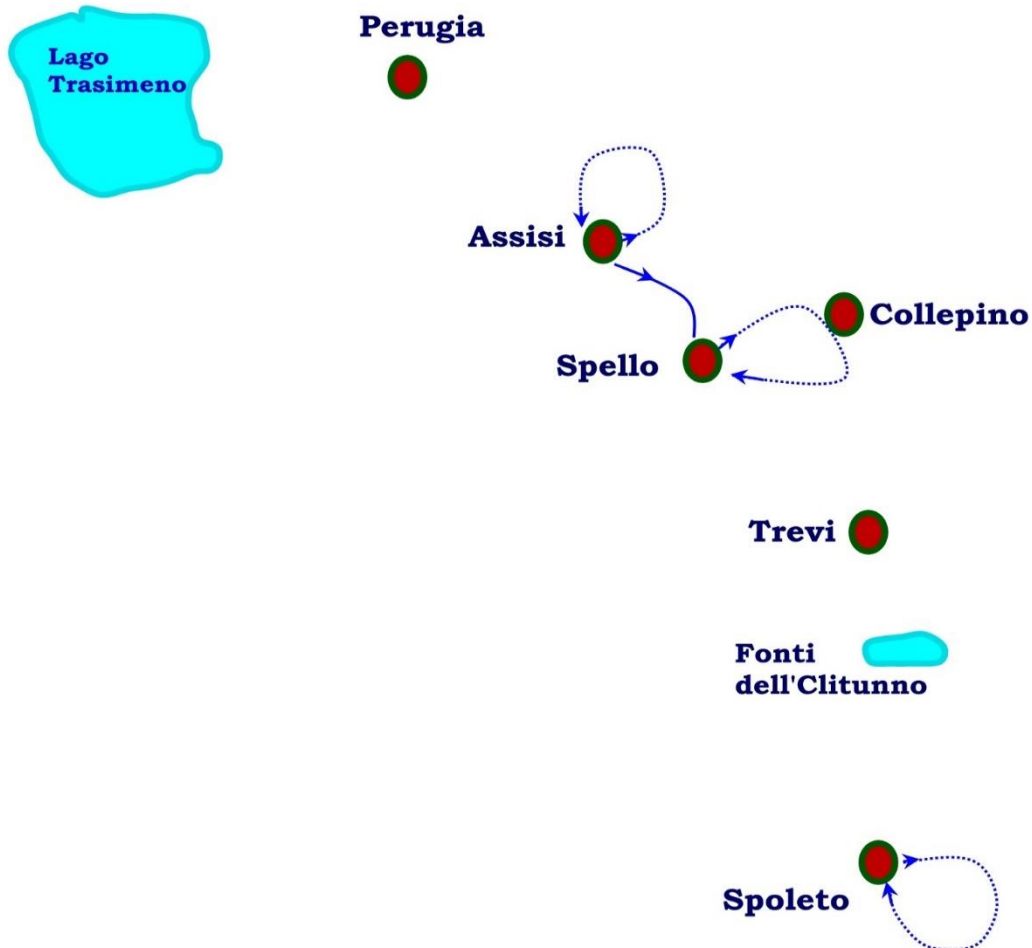 Perugia
Lago
Trasimeno
Assisi
Collepino
Spello
Trevi
Fonti
dell'Clitunno
Spoleto